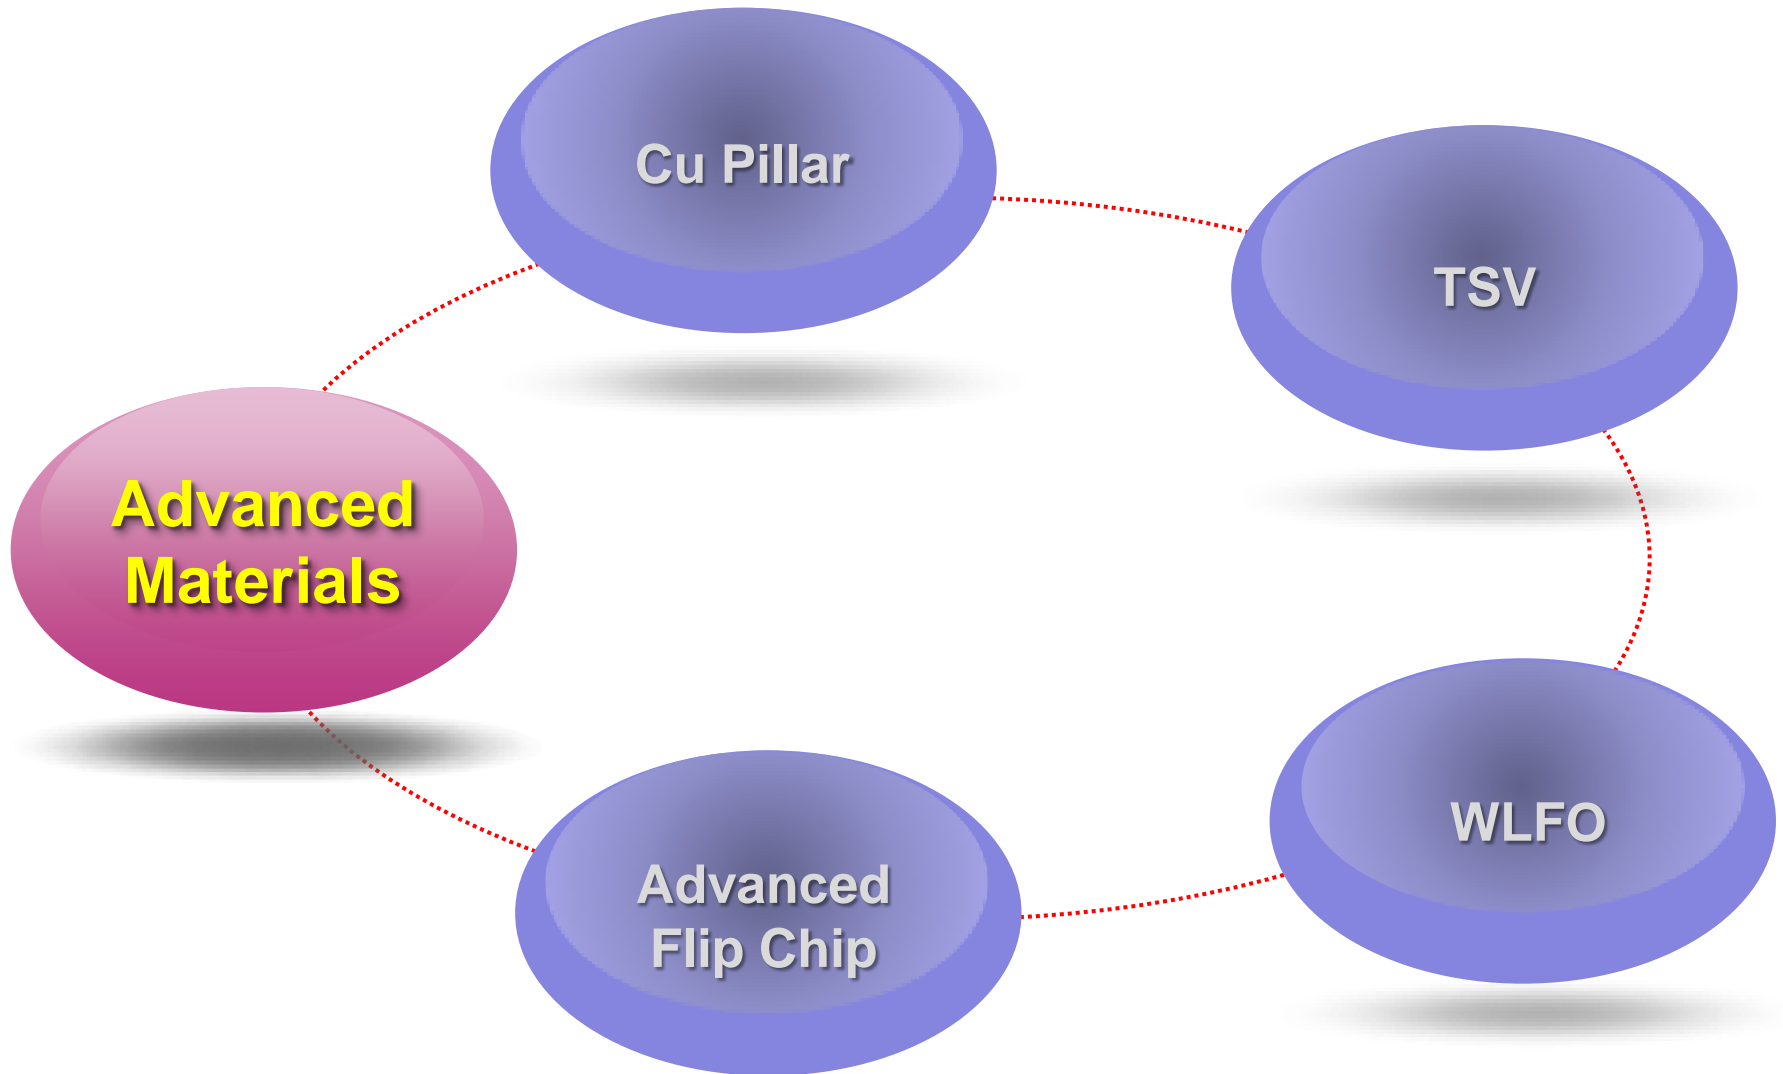 Cu Pillar
TSV
Advanced
Materials
WLFO
Advanced
Flip Chip